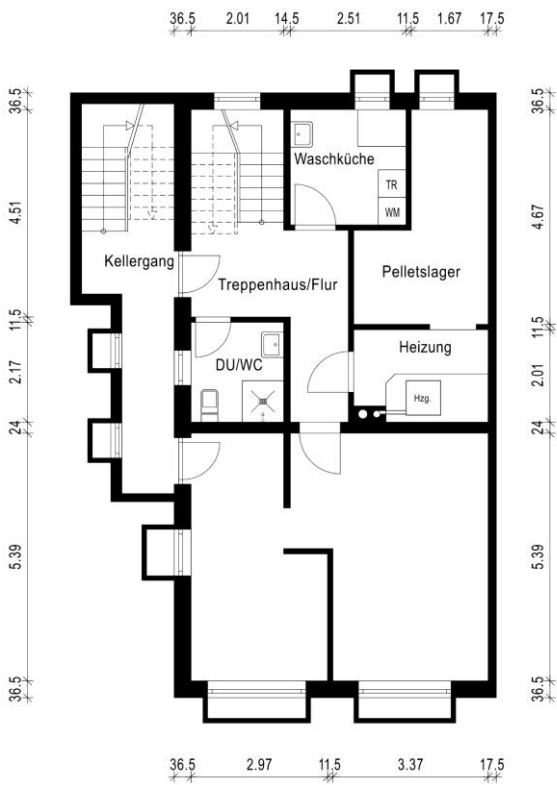 36.5 2.01 14.5 2.51 11.5 1.67 17.5
36.5
4.51
11.5
2.17
24
5.39
36.5
Waschküche
TR
WM
Kellergang
Treppenhaus/Flur
Pelletslager
DU/WC
Heizung
Hzg.
36.5
4.67
11.5
2.01
24
5.39
36.5
36.5 2.97 11.5 3.37 17.5